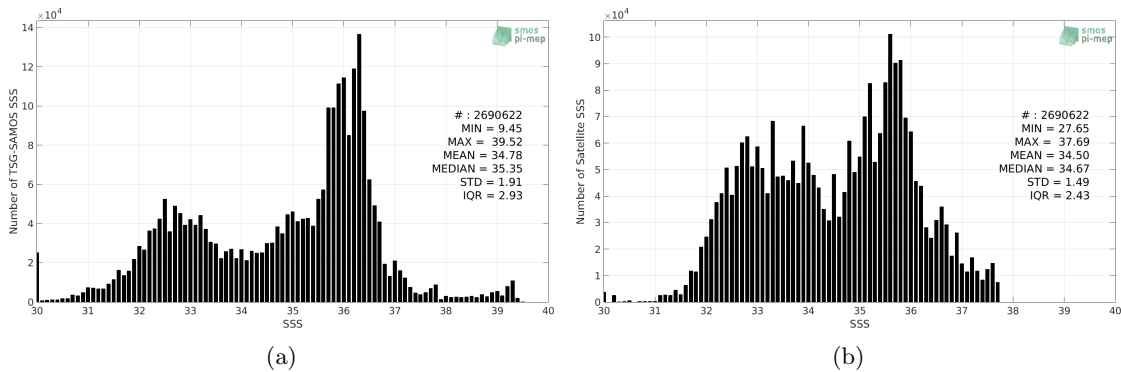 ×10⁴
14
12
10
8
6
4
2
0
Number of TSG-SAMOS SSS
30 31 32 33 34 35 36 37 38 39 40
SSS
smos
pi-mep
# : 2690622
MIN = 9.45
MAX = 39.52
MEAN = 34.78
MEDIAN = 35.35
STD = 1.91
IQR = 2.93
(a)
×10⁴
10
9
8
7
6
5
4
3
2
1
0
Number of Satellite SSS
30 31 32 33 34 35 36 37 38 39 40
SSS
smos
pi-mep
# : 2690622
MIN = 27.65
MAX = 37.69
MEAN = 34.50
MEDIAN = 34.67
STD = 1.49
IQR = 2.43
(b)